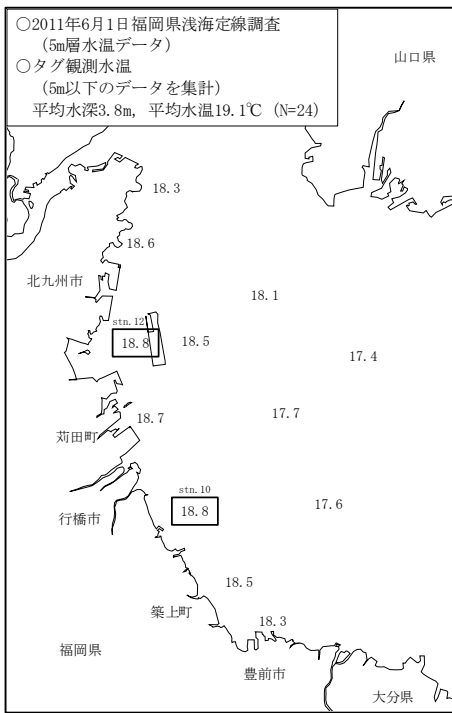 ○2011年6月1日福岡県浅海定線調査
(5m層水温データ)
○タグ観測水温
(5m以下のデータを集計)
平均水深3.8m, 平均水温19.1℃ (N=24)
山口県
18.3
18.6
北九州市
18.1
stn.12
18.8
18.5
17.4
18.7
17.7
苅田町
stn.10
18.8
17.6
行橋市
18.5
築上町
18.3
福岡県
豊前市
大分県